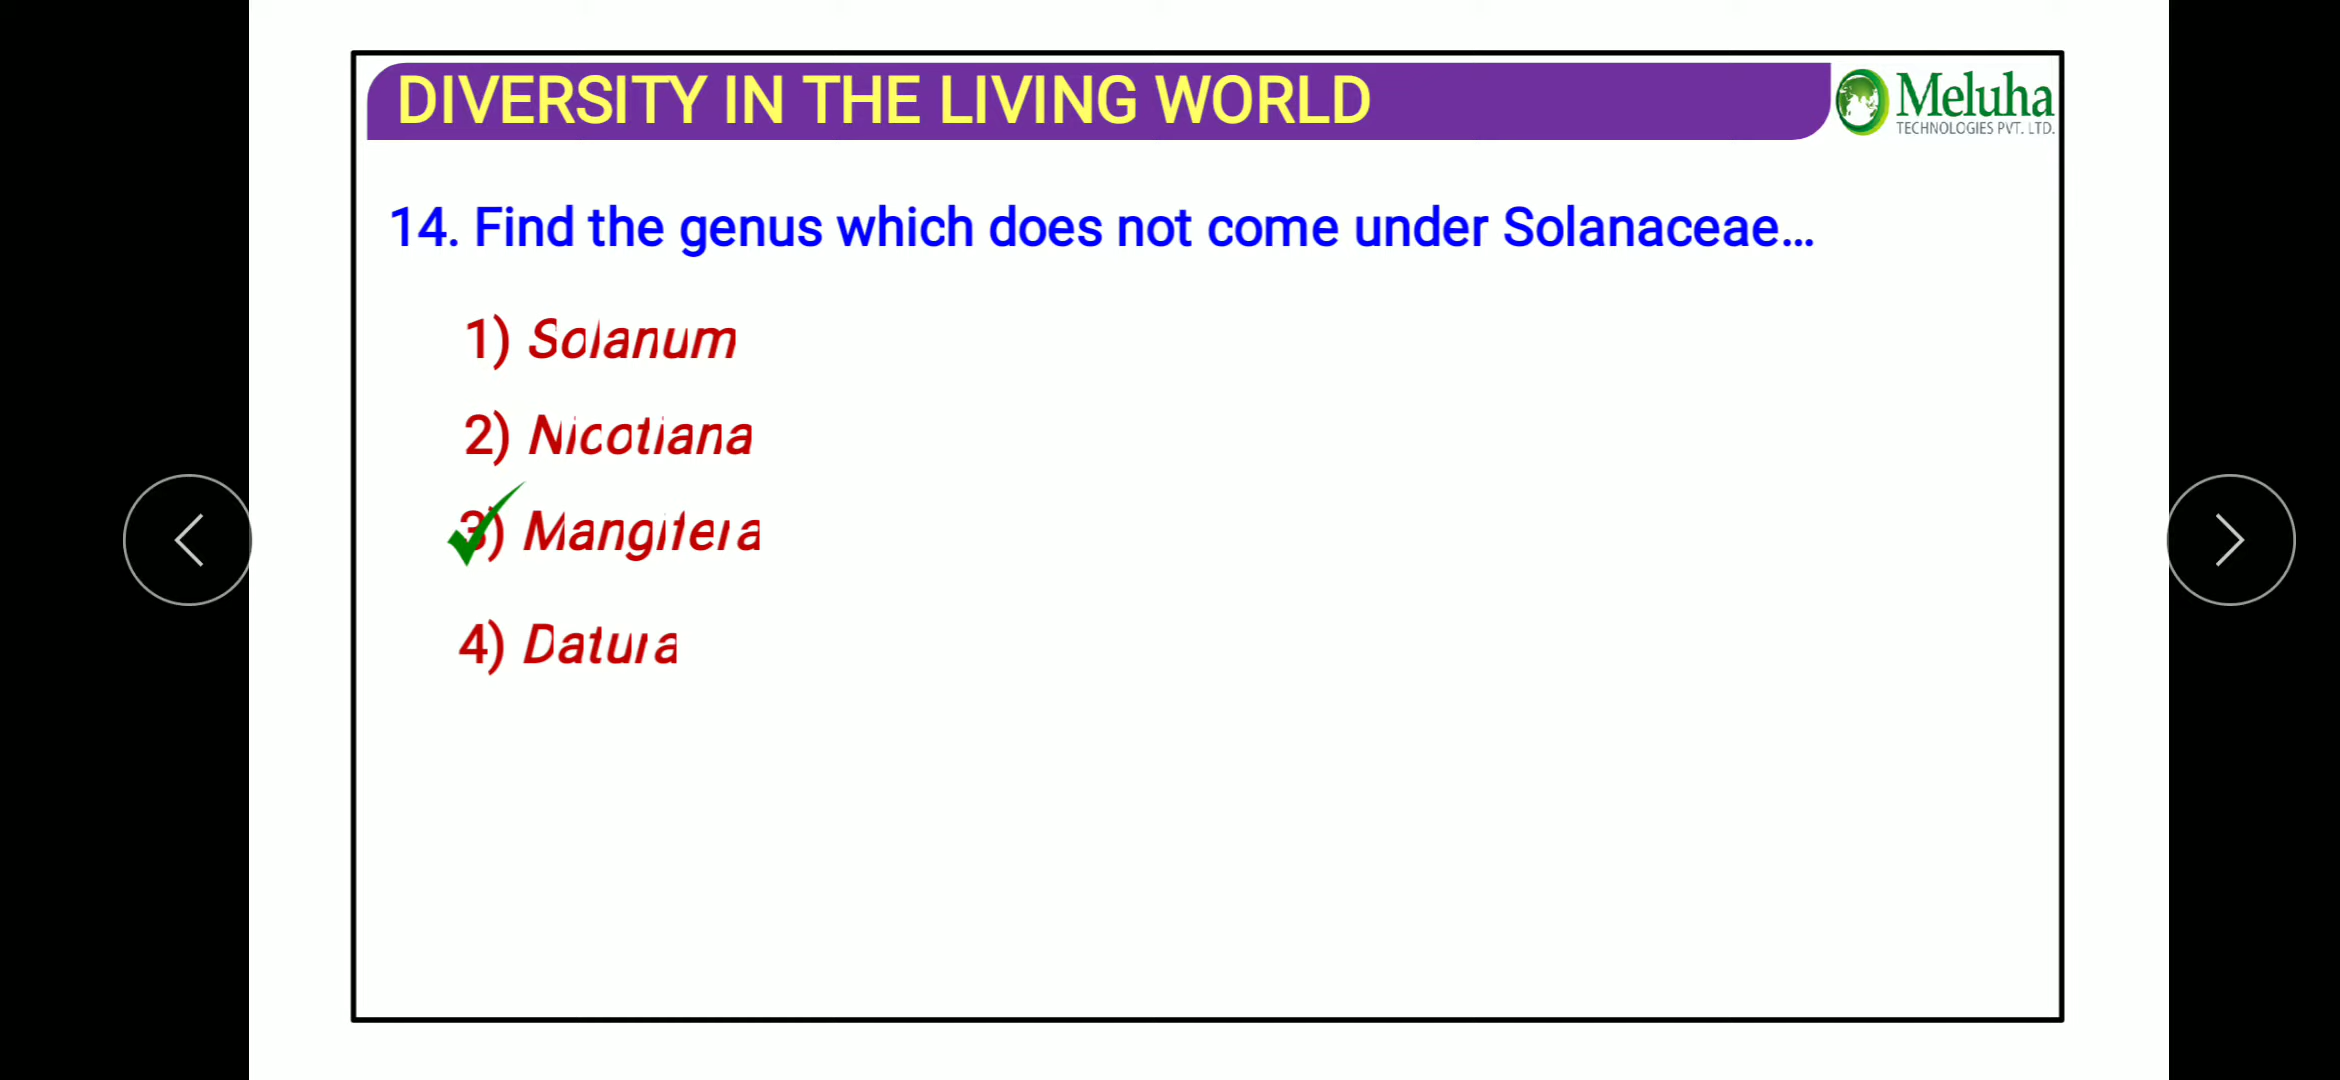 DIVERSITY IN THE LIVING WORLD
Meluha
TECHNOLOGIES PVT. LTD.
14. Find the genus which does not come under Solanaceae...
1) Solanum
2) Nicotiana
3) Mangifera
4) Datura